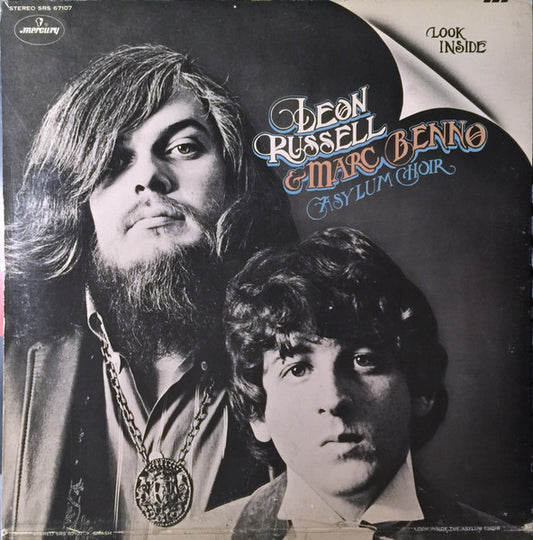 STEREO SRS 67107
mercury
LOOK
INSIDE
LEON
RUSSELL
& MARC BENNO
ASYLUM CHOIR
LOOK INSIDE THE ASYLUM CHOIR